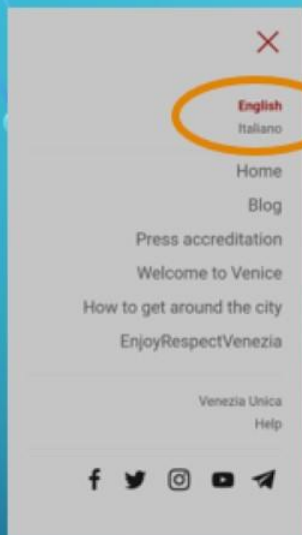 English
Italiano
Home
Blog
Press accreditation
Welcome to Venice
How to get around the city
EnjoyRespectVenezia
Venezia Unica
Help